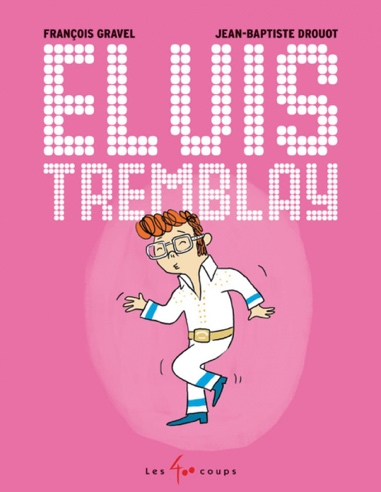 FRANÇOIS GRAVEL JEAN-BAPTISTE DROUOT
ELVIS
TREMBLAY
Les 400 coups